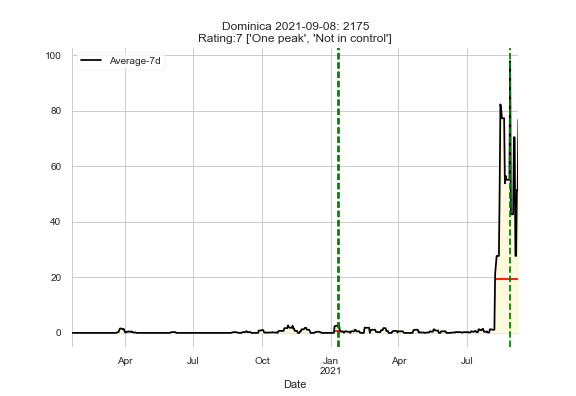 Dominica 2021-09-08: 2175
Rating:7 ['One peak', 'Not in control']
Average-7d
100
80
60
40
20
0
Apr Jul Oct Jan Apr Jul
2021
Date